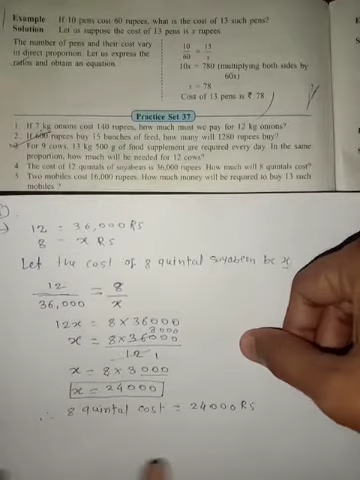 Example If 10 pens cost 60 rupees, what is the cost of 13 such pens?
Solution Let us suppose the cost of 13 pens is x rupees.
The number of pens and their cost vary
in direct proportion. Let us express the
ratios and obtain an equation.
10/60 = 13/x
10x = 780 (multiplying both sides by
60x)
x = 78
Cost of 13 pens is ₹ 78
Practice Set 37
1 If 7 kg onions cost 140 rupees, how much must we pay for 12 kg onions?
2. If 600 rupees buy 15 bunches of feed, how many will 1280 rupees buy?
For 9 cows, 13 kg 500 g of food supplement are required every day. In the same
proportion, how much will be needed for 12 cows?
4 The cost of 12 quintals of soyabeans is 36,000 rupees. How much will 8 quintals cost?
5 Two mobiles cost 16,000 rupees. How much money will be required to buy 13 such
mobiles ?
12 = 36,000 RS
8 - x RS
Let the cost of 8 quintal soyabeen be x
12/36,000 = 8/x
12x = 8 × 36000
3000
x = 8 × 36000
12 1
x = 8 × 3000
x = 24000
∴ 8 quintal cost = 24000 RS